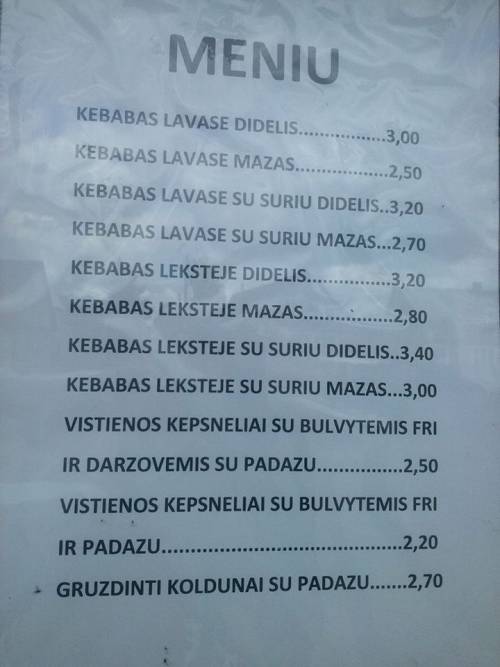 MENIU
KEBABAS LAVASE DIDELIS................3,00
KEBABAS LAVASE MAZAS..................2,50
KEBABAS LAVASE SU SURIU DIDELIS..3,20
KEBABAS LAVASE SU SURIU MAZAS...2,70
KEBABAS LEKSTEJE DIDELIS................3,20
KEBABAS LEKSTEJE MAZAS.................2,80
KEBABAS LEKSTEJE SU SURIU DIDELIS..3,40
KEBABAS LEKSTEJE SU SURIU MAZAS...3,00
VISTIENOS KEPSNELIAI SU BULVYTEMIS FRI
IR DARZOVEMIS SU PADAZU................2,50
VISTIENOS KEPSNELIAI SU BULVYTEMIS FRI
IR PADAZU.............................................2,20
GRUZDINTI KOLDUNAI SU PADAZU.......2,70